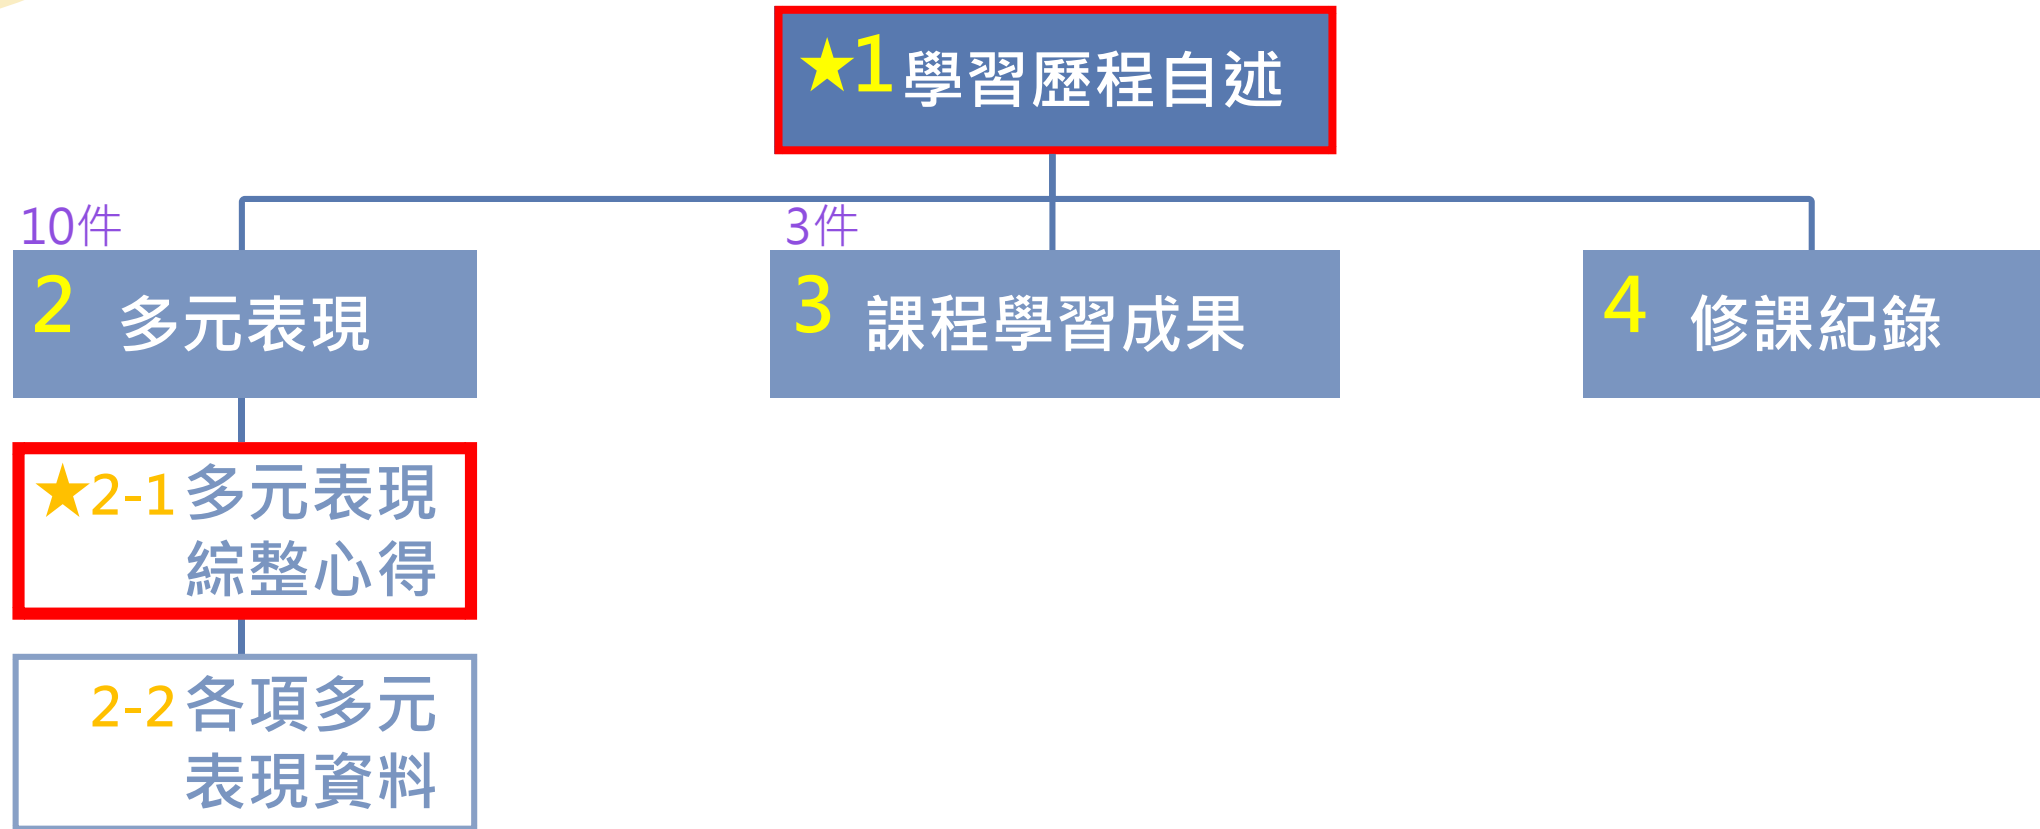 ★1 學習歷程自述
10件
3件
2 多元表現
3 課程學習成果
4 修課紀錄
★2-1 多元表現
綜整心得
2-2 各項多元
表現資料